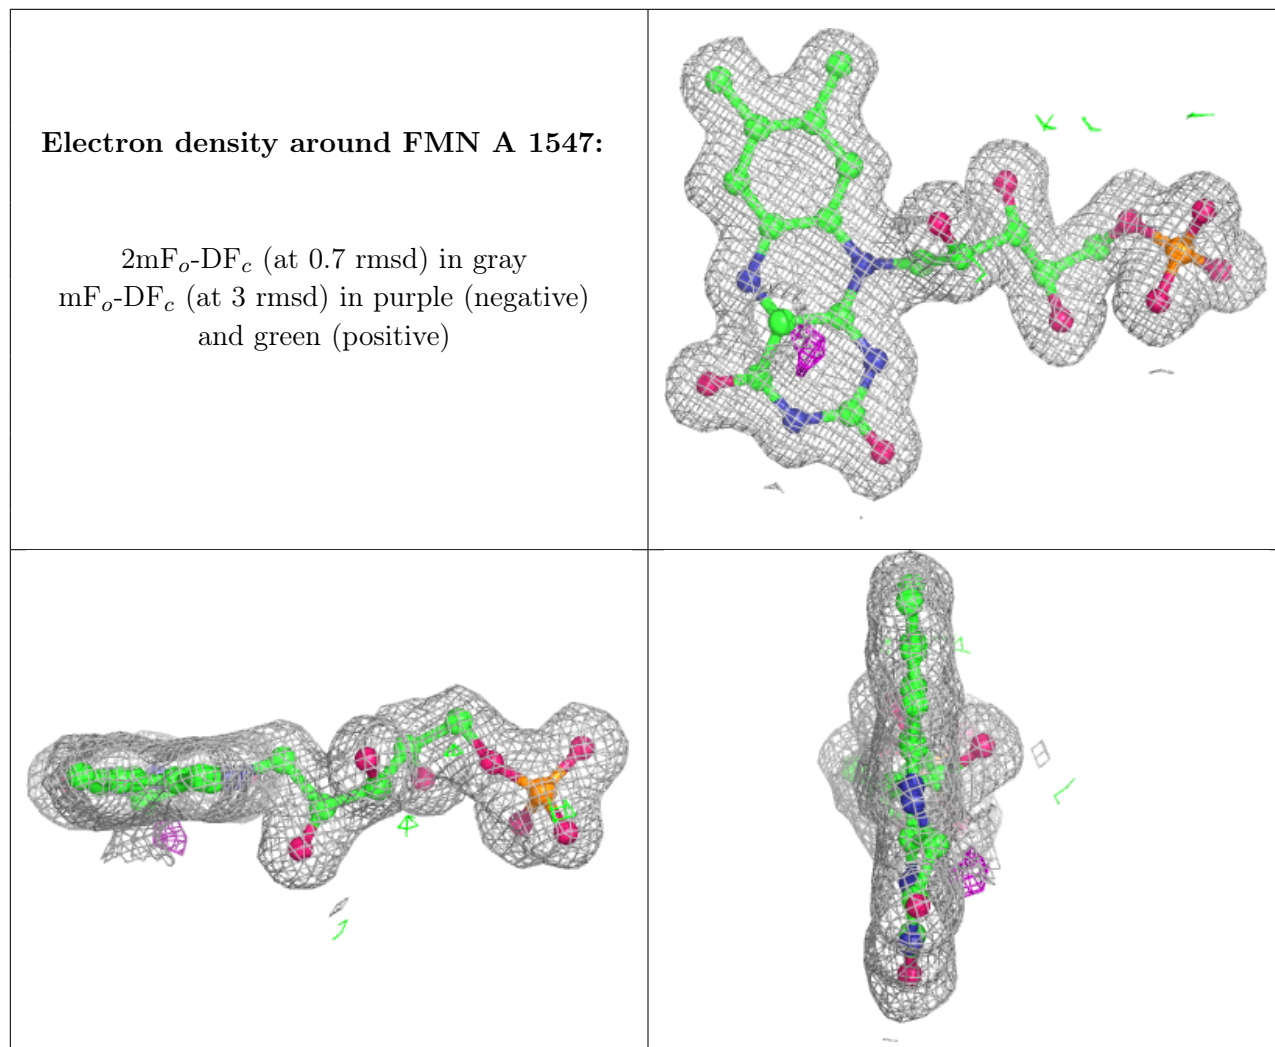 Electron density around FMN A 1547:
2mFo-DFc (at 0.7 rmsd) in gray
mFo-DFc (at 3 rmsd) in purple (negative)
and green (positive)